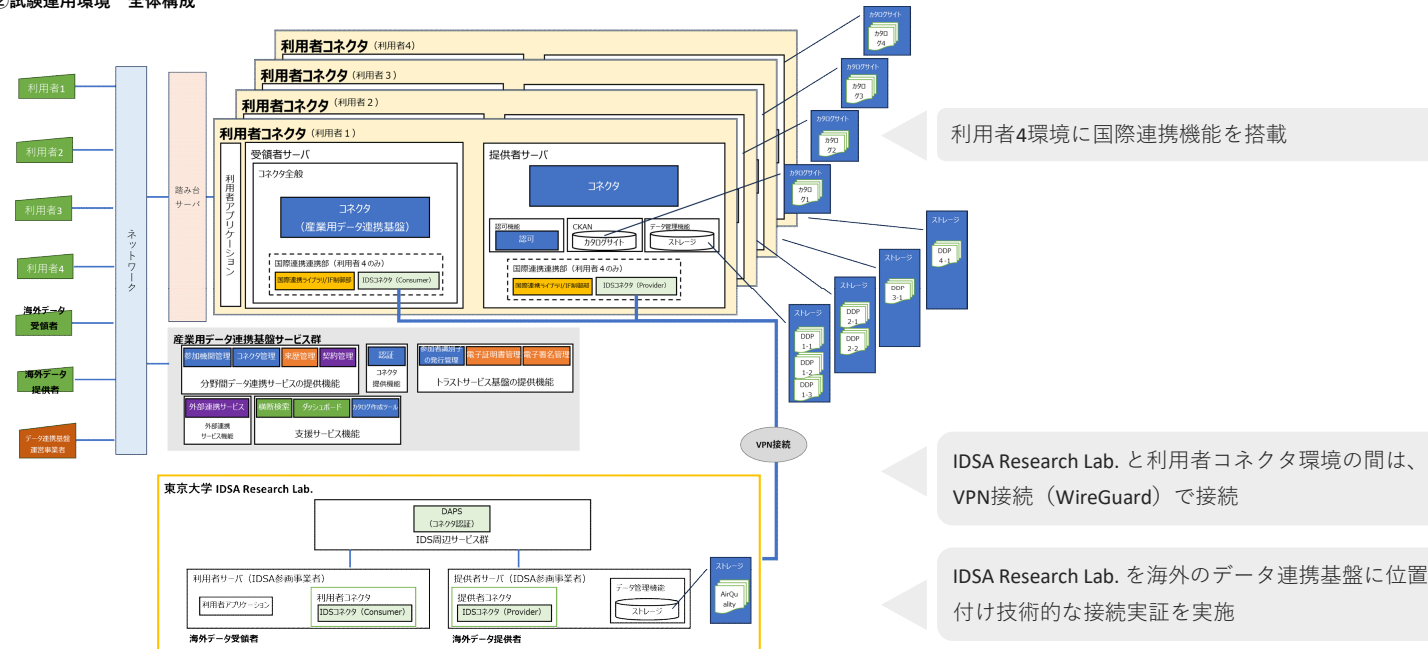 ②試験運用環境 全体構成
利用者1
利用者2
利用者3
利用者4
海外データ
受領者
海外データ
提供者
データ連携基盤
運営事業者
ネットワーク
踏み台
サーバ
利用者コネクタ（利用者4）
利用者コネクタ（利用者３）
利用者コネクタ（利用者２）
利用者コネクタ（利用者１）
利用者アプリケーション
受領者サーバ
コネクタ全般
コネクタ
（産業用データ連携基盤）
国際連携連携部（利用者４のみ）
国際連携ライブラリ/IF制御部
IDSコネクタ（Consumer）
提供者サーバ
コネクタ
認可機能
認可
CKAN
カタログサイト
データ管理機能
ストレージ
国際連携連携部（利用者４のみ）
国際連携ライブラリ/IF制御部
IDSコネクタ（Provider）
カタログサイト
カタロ
グ4
カタログサイト
カタロ
グ3
カタログサイト
カタロ
グ2
カタログサイト
カタロ
グ1
ストレージ
DDP
4-1
ストレージ
DDP
3-1
ストレージ
DDP
2-1
DDP
2-2
ストレージ
DDP
1-1
DDP
1-2
DDP
1-3
利用者4環境に国際連携機能を搭載
産業用データ連携基盤サービス群
参加機関管理
コネクタ管理
来歴管理
契約管理
分野間データ連携サービスの提供機能
認証
コネクタ
提供機能
参加者識別子
の発行管理
電子証明書管理
電子署名管理
トラストサービス基盤の提供機能
外部連携サービス
外部連携
サービス機能
横断検索
ダッシュボード
カタログ作成ツール
支援サービス機能
VPN接続
IDSA Research Lab. と利用者コネクタ環境の間は、
VPN接続（WireGuard）で接続
東京大学 IDSA Research Lab.
DAPS
（コネクタ認証）
IDS周辺サービス群
利用者サーバ（IDSA参画事業者）
利用者アプリケーション
利用者コネクタ
IDSコネクタ（Consumer）
海外データ受領者
提供者サーバ（IDSA参画事業者）
提供者コネクタ
IDSコネクタ（Provider）
データ管理機能
ストレージ
海外データ提供者
ストレージ
AirQu
ality
IDSA Research Lab. を海外のデータ連携基盤に位置
付け技術的な接続実証を実施